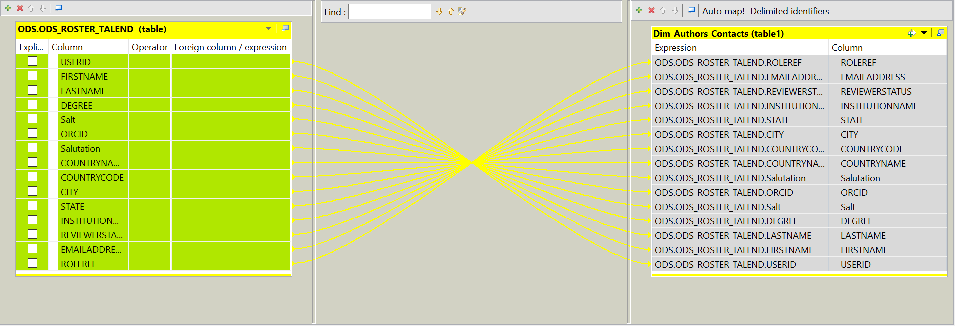 Find :
Auto map! Delimited identifiers
ODS.ODS_ROSTER_TALEND (table)
Expli... Column Operator Foreign column / expression
USERID
FIRSTNAME
LASTNAME
DEGREE
Salt
ORCID
Salutation
COUNTRYNA...
COUNTRYCODE
CITY
STATE
INSTITUTION...
REVIEWERSTA...
EMAILADDRE...
ROLEREF
Dim_Authors_Contacts (table1)
Expression Column
ODS.ODS_ROSTER_TALEND.ROLEREF ROLEREF
ODS.ODS_ROSTER_TALEND.EMAILADDR... EMAILADDRESS
ODS.ODS_ROSTER_TALEND.REVIEWERST... REVIEWERSTATUS
ODS.ODS_ROSTER_TALEND.INSTITUTION... INSTITUTIONNAME
ODS.ODS_ROSTER_TALEND.STATE STATE
ODS.ODS_ROSTER_TALEND.CITY CITY
ODS.ODS_ROSTER_TALEND.COUNTRYCO... COUNTRYCODE
ODS.ODS_ROSTER_TALEND.COUNTRYNA... COUNTRYNAME
ODS.ODS_ROSTER_TALEND.Salutation Salutation
ODS.ODS_ROSTER_TALEND.ORCID ORCID
ODS.ODS_ROSTER_TALEND.Salt Salt
ODS.ODS_ROSTER_TALEND.DEGREE DEGREE
ODS.ODS_ROSTER_TALEND.LASTNAME LASTNAME
ODS.ODS_ROSTER_TALEND.FIRSTNAME FIRSTNAME
ODS.ODS_ROSTER_TALEND.USERID USERID